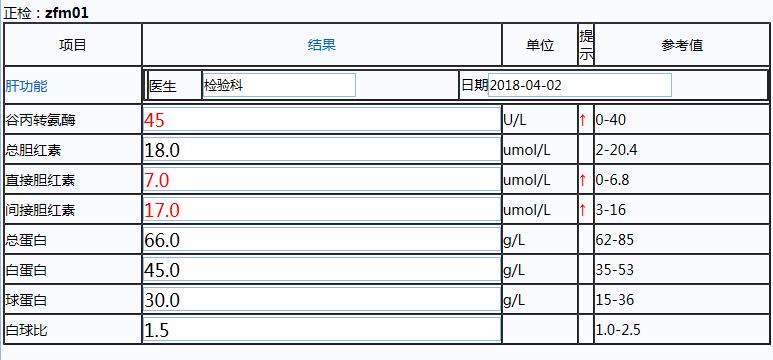 正检：zfm01
项目 结果 单位 提示 参考值
肝功能 医生 检验科 日期 2018-04-02
谷丙转氨酶 45 U/L ↑ 0-40
总胆红素 18.0 umol/L 2-20.4
直接胆红素 7.0 umol/L ↑ 0-6.8
间接胆红素 17.0 umol/L ↑ 3-16
总蛋白 66.0 g/L 62-85
白蛋白 45.0 g/L 35-53
球蛋白 30.0 g/L 15-36
白球比 1.5 1.0-2.5